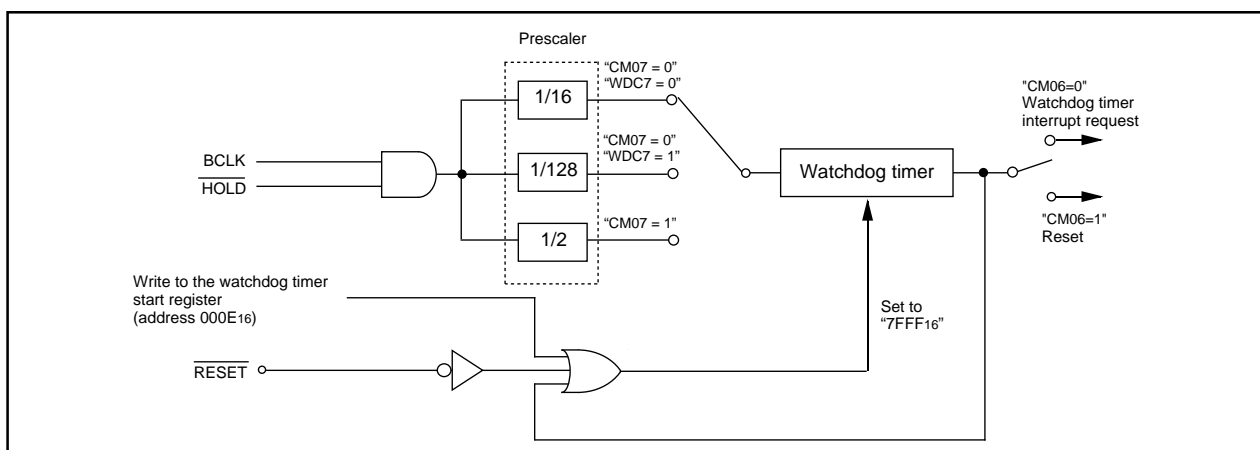 Prescaler
“CM07 = 0”
“WDC7 = 0”
1/16
"CM06=0"
Watchdog timer
interrupt request
BCLK
HOLD
“CM07 = 0”
“WDC7 = 1”
1/128
Watchdog timer
“CM07 = 1”
1/2
"CM06=1"
Reset
Write to the watchdog timer
start register
(address 000E16)
Set to
“7FFF16”
RESET